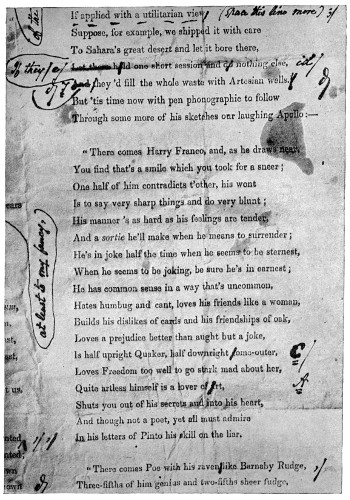 If applied with a utilitarian view; (space this line more) :/
Suppose, for example, we shipped it with care
To Sahara's great desert and let it bore there,
If they / Let them hold one short session and do nothing else,
they'd fill the whole waste with Artesian wells.
But 'tis time now with pen phonographic to follow
Through some more of his sketches our laughing Apollo:—
"There comes Harry Franco, and, as he draws near,
You find that's a smile which you took for a sneer;
One half of him contradicts t'other, his wont
Is to say very sharp things and do very blunt;
His manner's as hard as his feelings are tender,
And a sortie he'll make when he means to surrender;
He's in joke half the time when he seems to be sternest,
When he seems to be joking, be sure he's in earnest;
He has common sense in a way that's uncommon,
Hates humbug and cant, loves his friends like a woman,
Builds his dislikes of cards and his friendships of oak,
Loves a prejudice better than aught but a joke,
Is half upright Quaker, half downright come-outer, C/
Loves Freedom too well to go stark mad about her,
Quite artless himself is a lover of Art, A
Shuts you out of his secrets and into his heart,
And though not a poet, yet all must admire
In his letters of Pinto his skill on the liar.
"There comes Poe with his raven like Barnaby Rudge,
Three-fifths of him genius and two-fifths sheer fudge,
at least to my fancy,
ears
ium,
m,
sat,
et,
t us,
nted
nted;
own
own